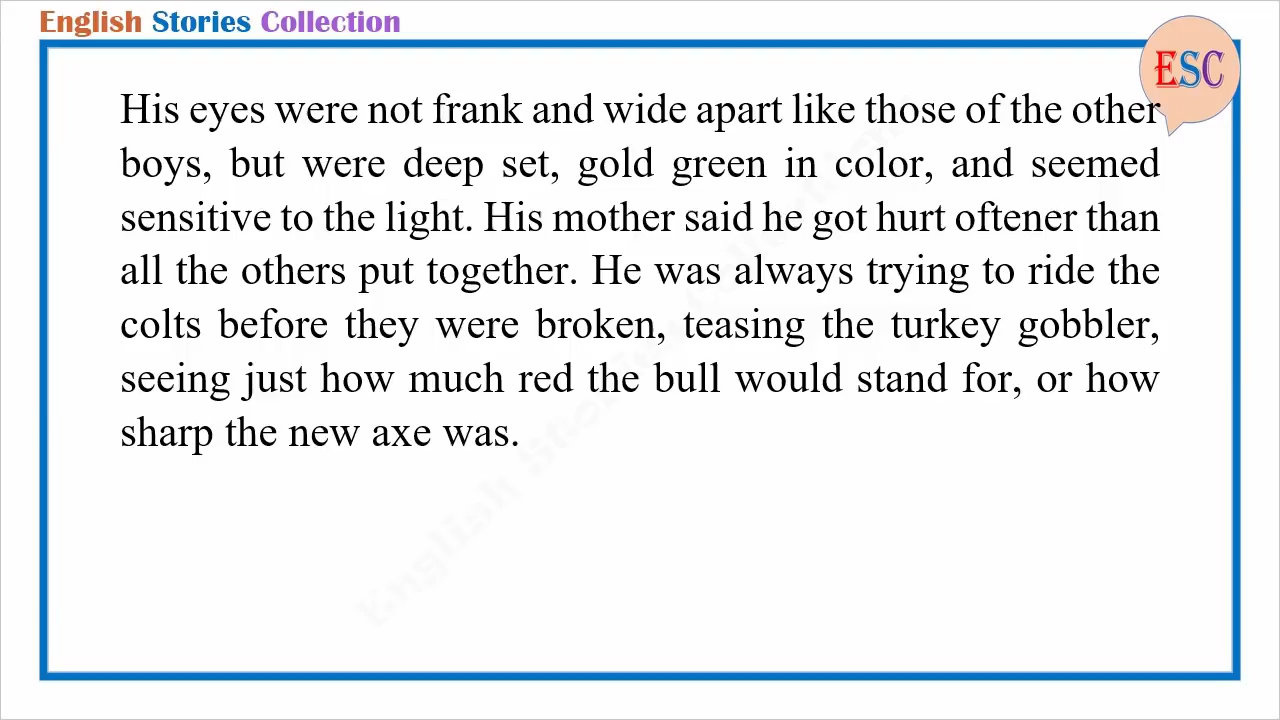 English Stories Collection
ESC
His eyes were not frank and wide apart like those of the other
boys, but were deep set, gold green in color, and seemed
sensitive to the light. His mother said he got hurt oftener than
all the others put together. He was always trying to ride the
colts before they were broken, teasing the turkey gobbler,
seeing just how much red the bull would stand for, or how
sharp the new axe was.
English Stories Collection